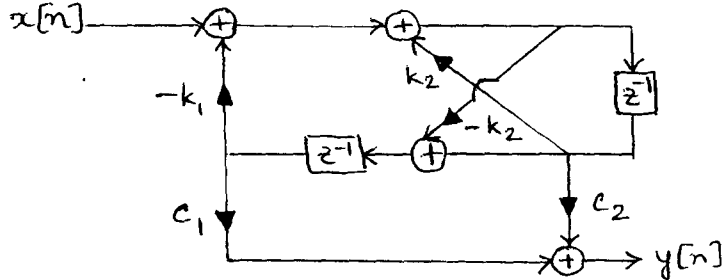 x[n] + +
k₂
z⁻¹
-k₁
-k₂
z⁻¹ +
c₁
c₂
+ y[n]